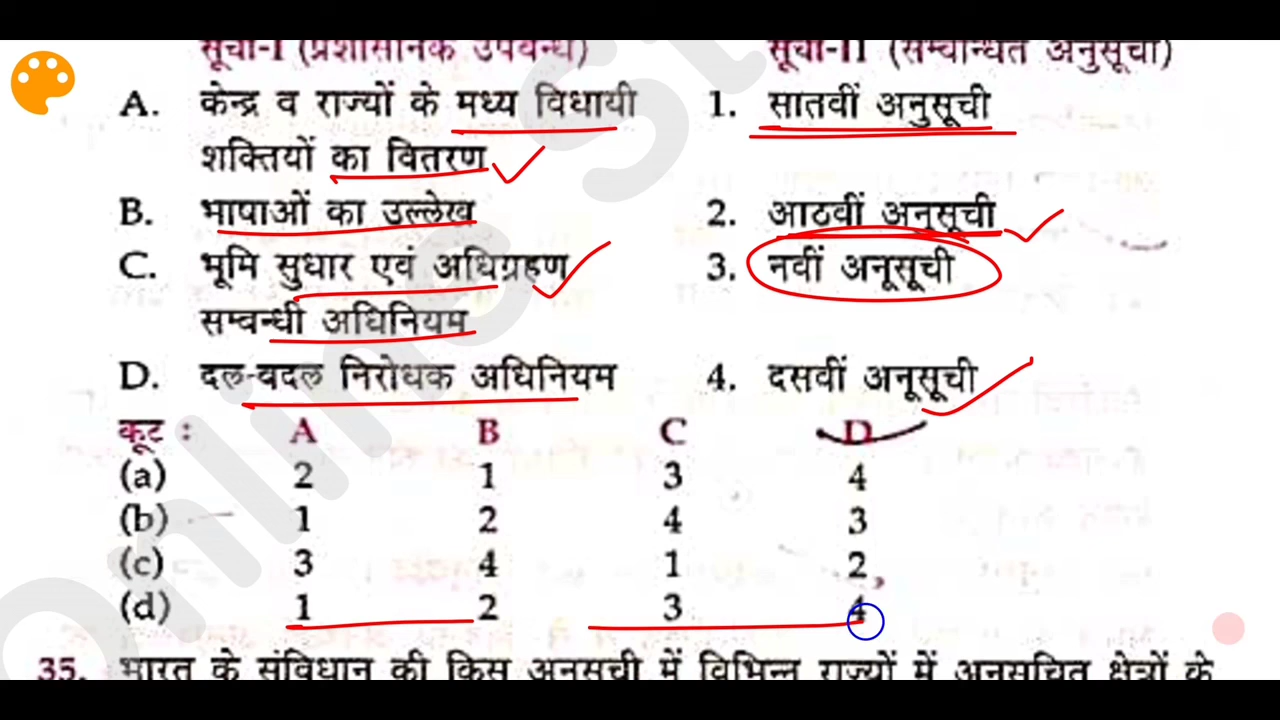 सूची-I (प्रशासनिक उपबन्ध) सूची-II (सम्बन्धित अनुसूची)
A. केन्द्र व राज्यों के मध्य विधायी 1. सातवीं अनुसूची
शक्तियों का वितरण
B. भाषाओं का उल्लेख 2. आठवीं अनूसूची
C. भूमि सुधार एवं अधिग्रहण 3. नवीं अनूसूची
सम्बन्धी अधिनियम
D. दल-बदल निरोधक अधिनियम 4. दसवीं अनूसूची
कूट : A B C D
(a) 2 1 3 4
(b) 1 2 4 3
(c) 3 4 1 2
(d) 1 2 3 4
35. भारत के संविधान की किस अनुसूची में विभिन्न राज्यों में अनुसूचित क्षेत्रों के